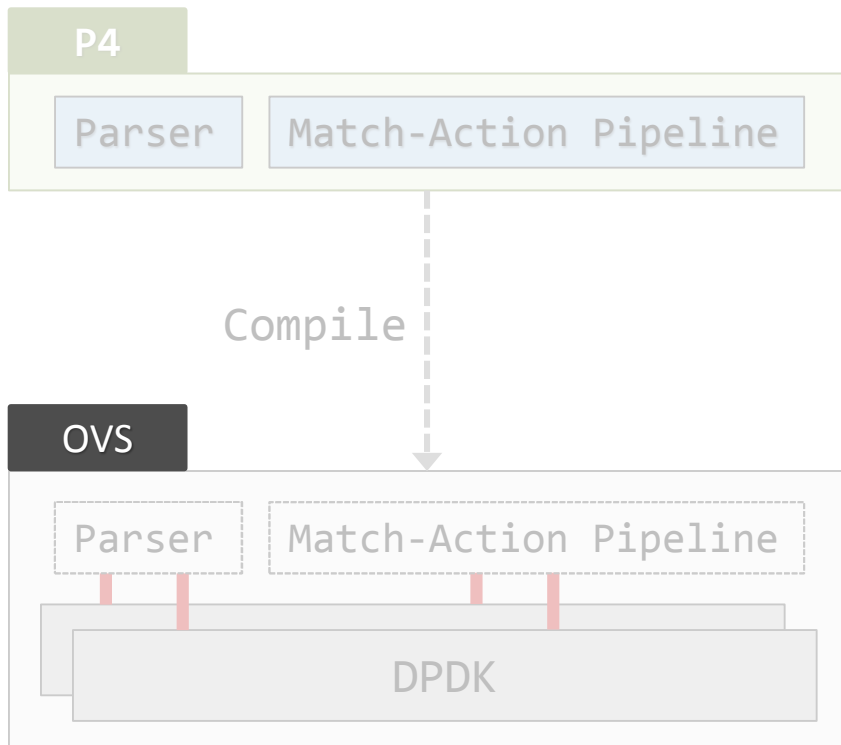 P4
Parser
Match-Action Pipeline
Compile
OVS
Parser
Match-Action Pipeline
DPDK